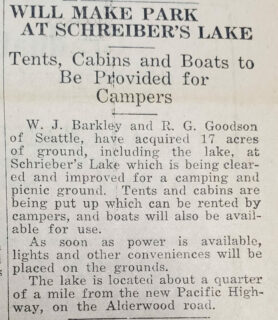 WILL MAKE PARK
AT SCHREIBER'S LAKE
Tents, Cabins and Boats to
Be Provided for
Campers
W. J. Barkley and R. G. Goodson
of Seattle, have acquired 17 acres
of ground, including the lake, at
Schrieber's Lake which is being clear-
ed and improved for a camping and
picnic ground. Tents and cabins are
being put up which can be rented by
campers, and boats will also be avail-
able for use.
As soon as power is available,
lights and other conveniences will be
placed on the grounds.
The lake is located about a quarter
of a mile from the new Pacific High-
way, on the Alderwood road.